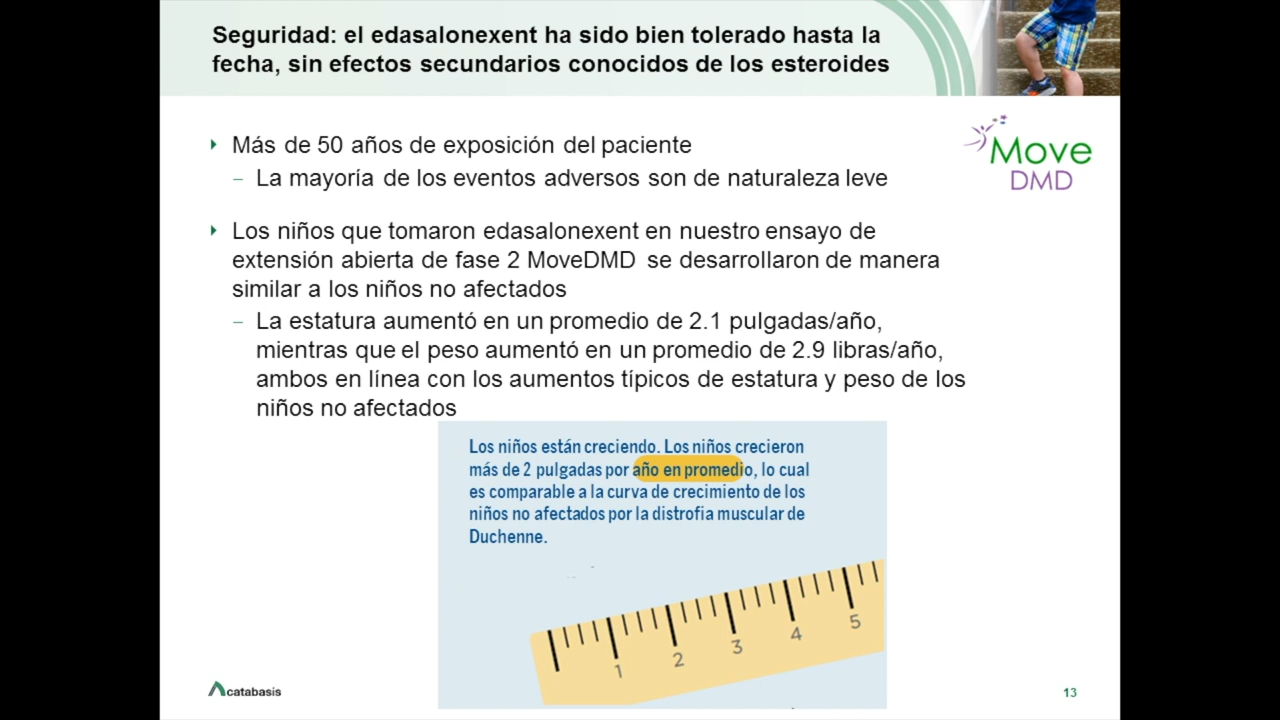 Seguridad: el edasalonexent ha sido bien tolerado hasta la
fecha, sin efectos secundarios conocidos de los esteroides
Move
DMD
Más de 50 años de exposición del paciente
– La mayoría de los eventos adversos son de naturaleza leve
Los niños que tomaron edasalonexent en nuestro ensayo de
extensión abierta de fase 2 MoveDMD se desarrollaron de manera
similar a los niños no afectados
– La estatura aumentó en un promedio de 2.1 pulgadas/año,
mientras que el peso aumentó en un promedio de 2.9 libras/año,
ambos en línea con los aumentos típicos de estatura y peso de los
niños no afectados
Los niños están creciendo. Los niños crecieron
más de 2 pulgadas por año en promedio, lo cual
es comparable a la curva de crecimiento de los
niños no afectados por la distrofia muscular de
Duchenne.
1 2 3 4 5
catabasis
13